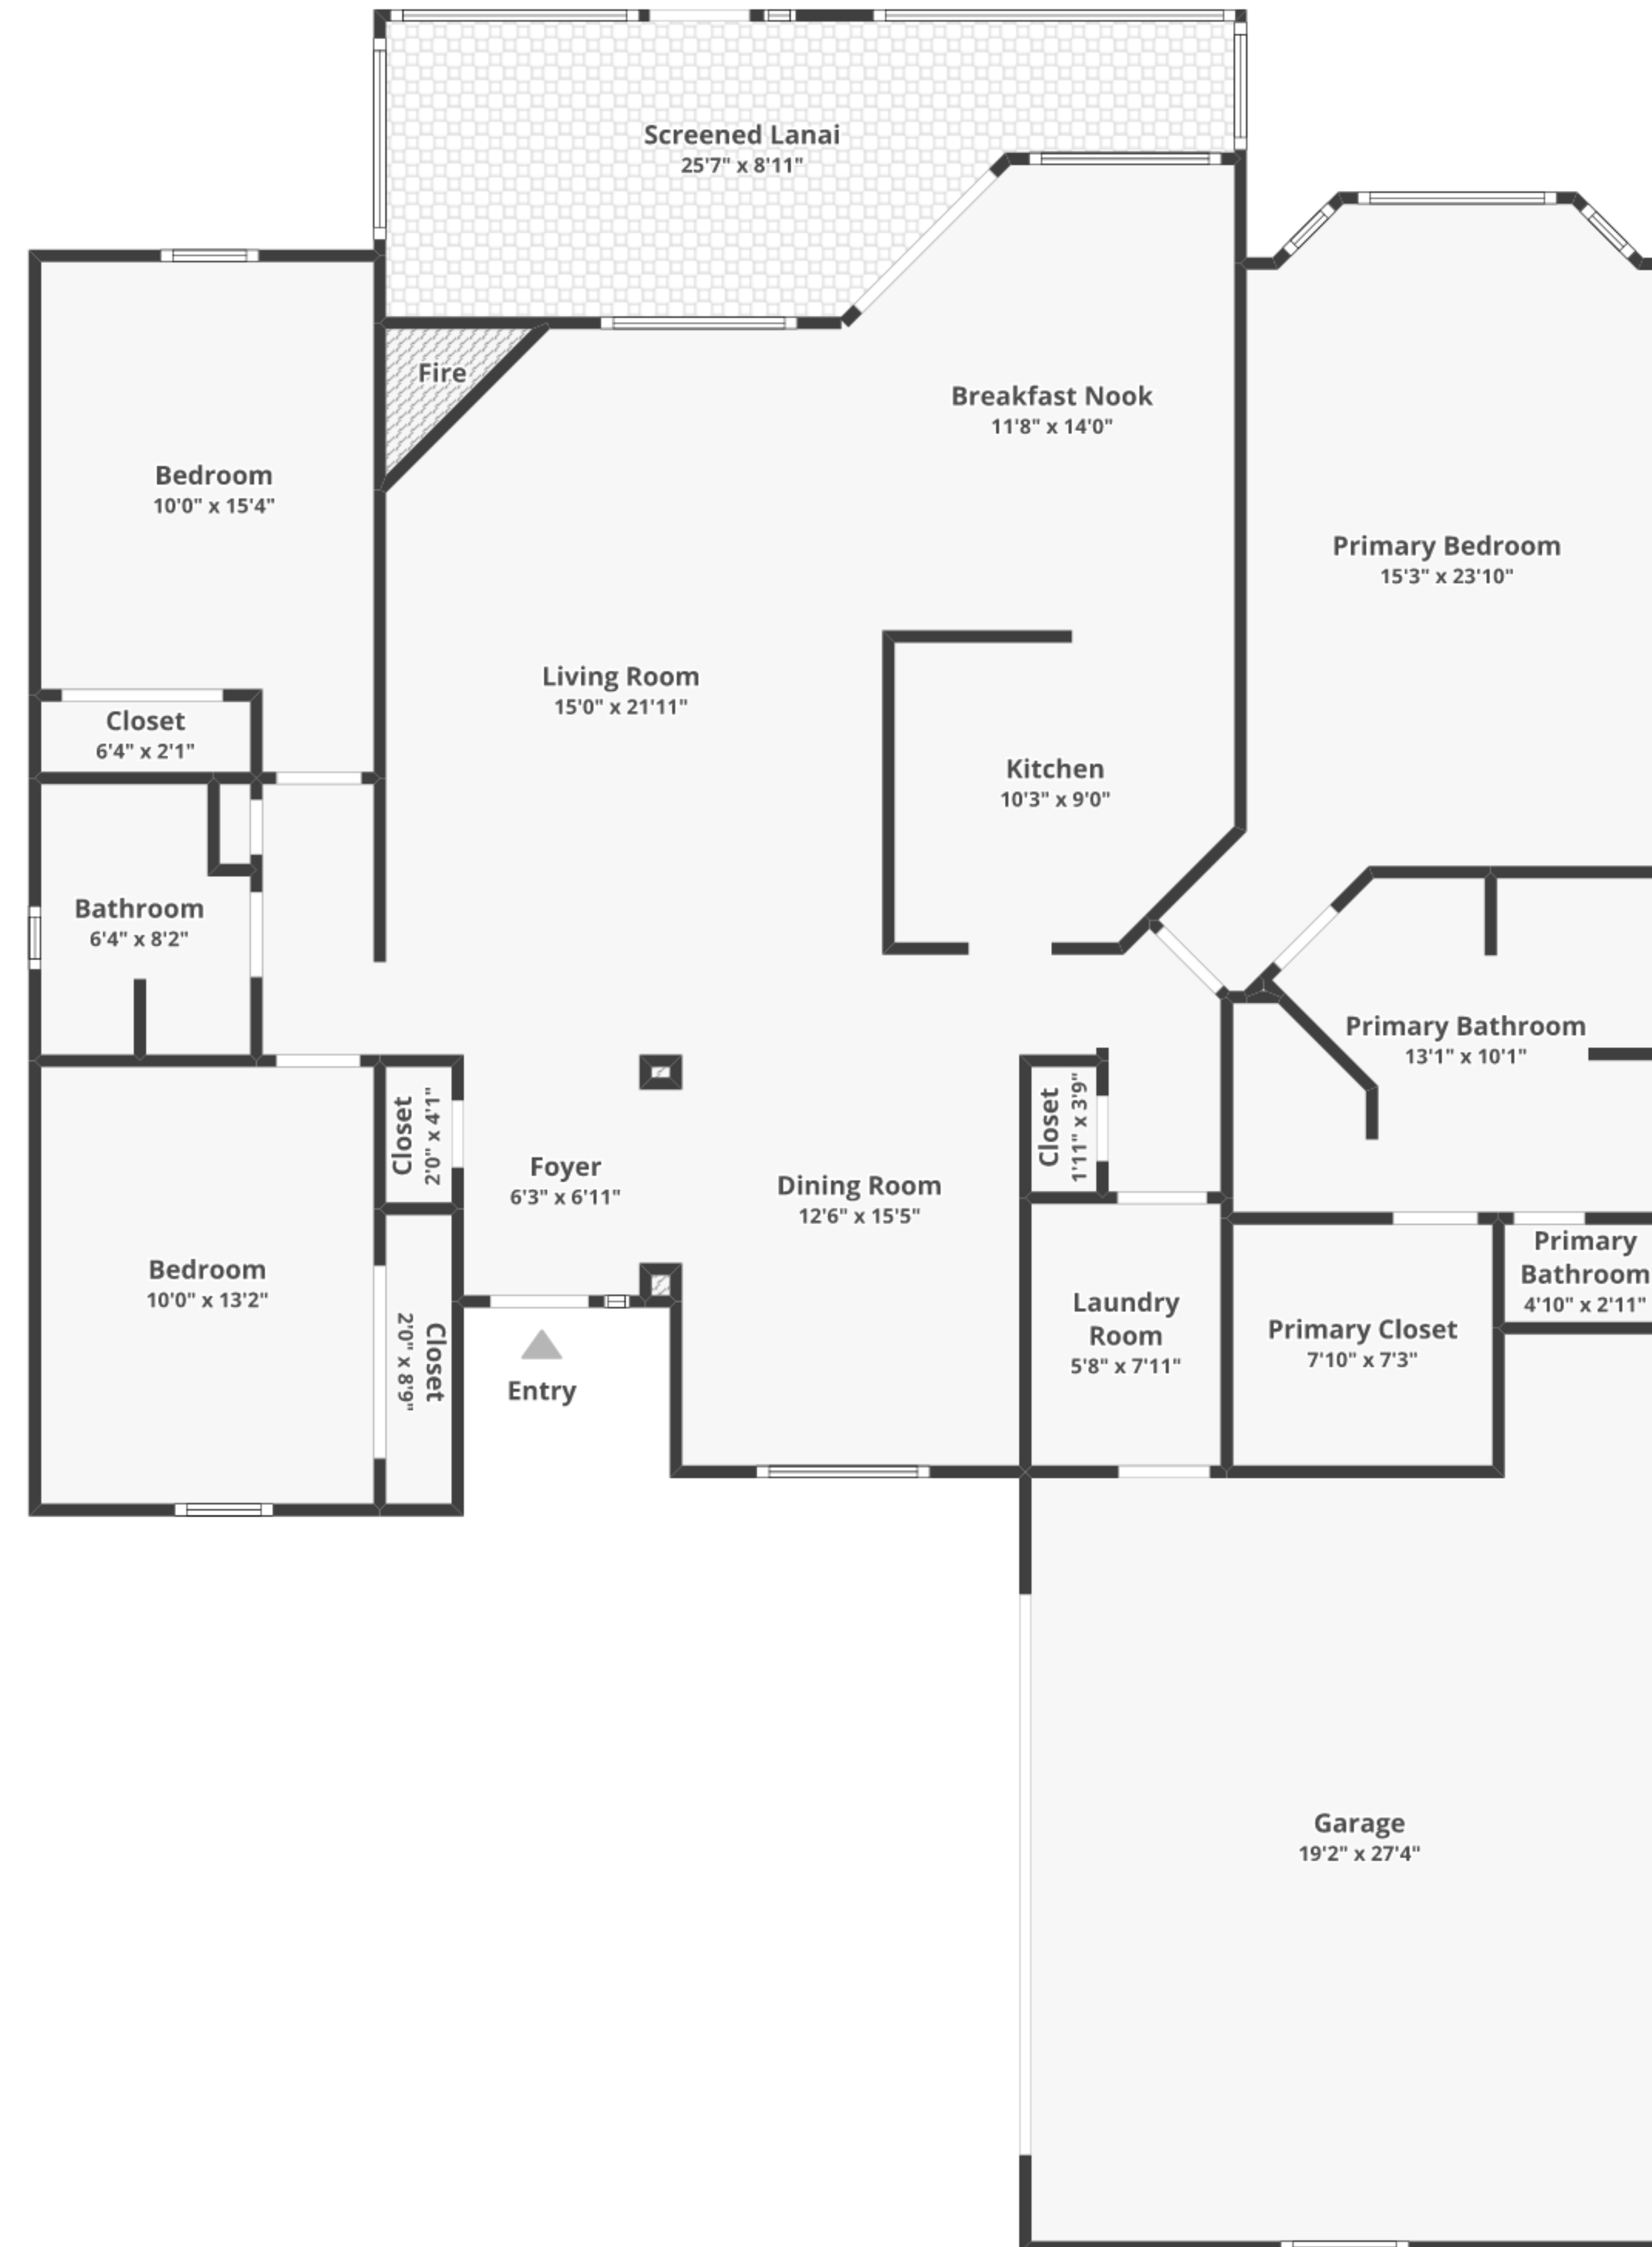 Screened Lanai
25'7" x 8'11"
Fire
Breakfast Nook
11'8" x 14'0"
Bedroom
10'0" x 15'4"
Primary Bedroom
15'3" x 23'10"
Living Room
15'0" x 21'11"
Closet
6'4" x 2'1"
Kitchen
10'3" x 9'0"
Bathroom
6'4" x 8'2"
Primary Bathroom
13'1" x 10'1"
Closet
2'0" x 4'1"
Closet
1'11" x 3'9"
Foyer
6'3" x 6'11"
Dining Room
12'6" x 15'5"
Bedroom
10'0" x 13'2"
Primary
Bathroom
4'10" x 2'11"
Laundry
Room
5'8" x 7'11"
Primary Closet
7'10" x 7'3"
Closet
2'0" x 8'9"
Entry
Garage
19'2" x 27'4"